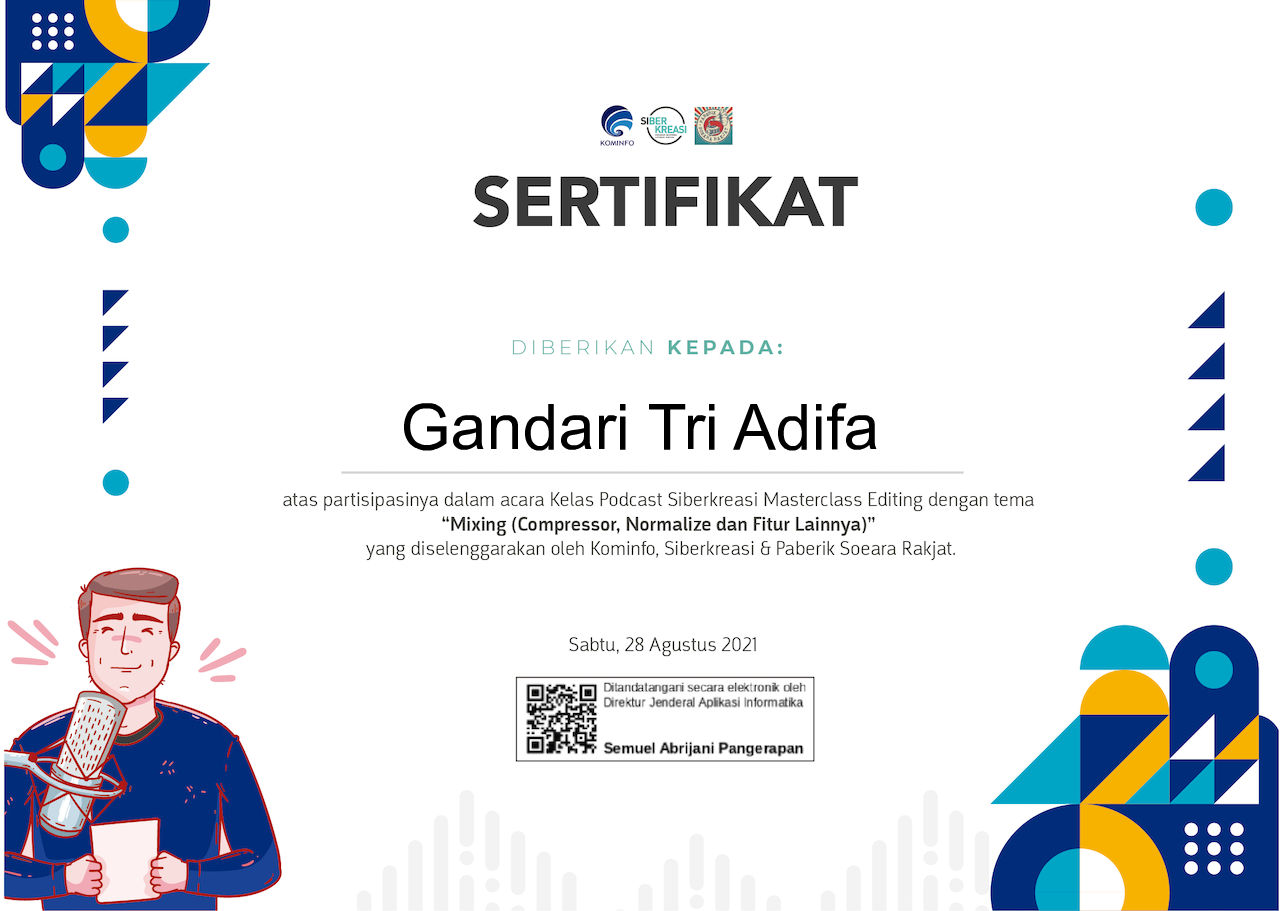 KOMINFO
SIBER
KREASI
SERTIFIKAT
DIBERIKAN KEPADA:
Gandari Tri Adifa
atas partisipasinya dalam acara Kelas Podcast Siberkreasi Masterclass Editing dengan tema
“Mixing (Compressor, Normalize dan Fitur Lainnya)”
yang diselenggarakan oleh Kominfo, Siberkreasi & Paberik Soeara Rakjat.
Sabtu, 28 Agustus 2021
Ditandatangani secara elektronik oleh
Direktur Jenderal Aplikasi Informatika
Semuel Abrijani Pangerapan